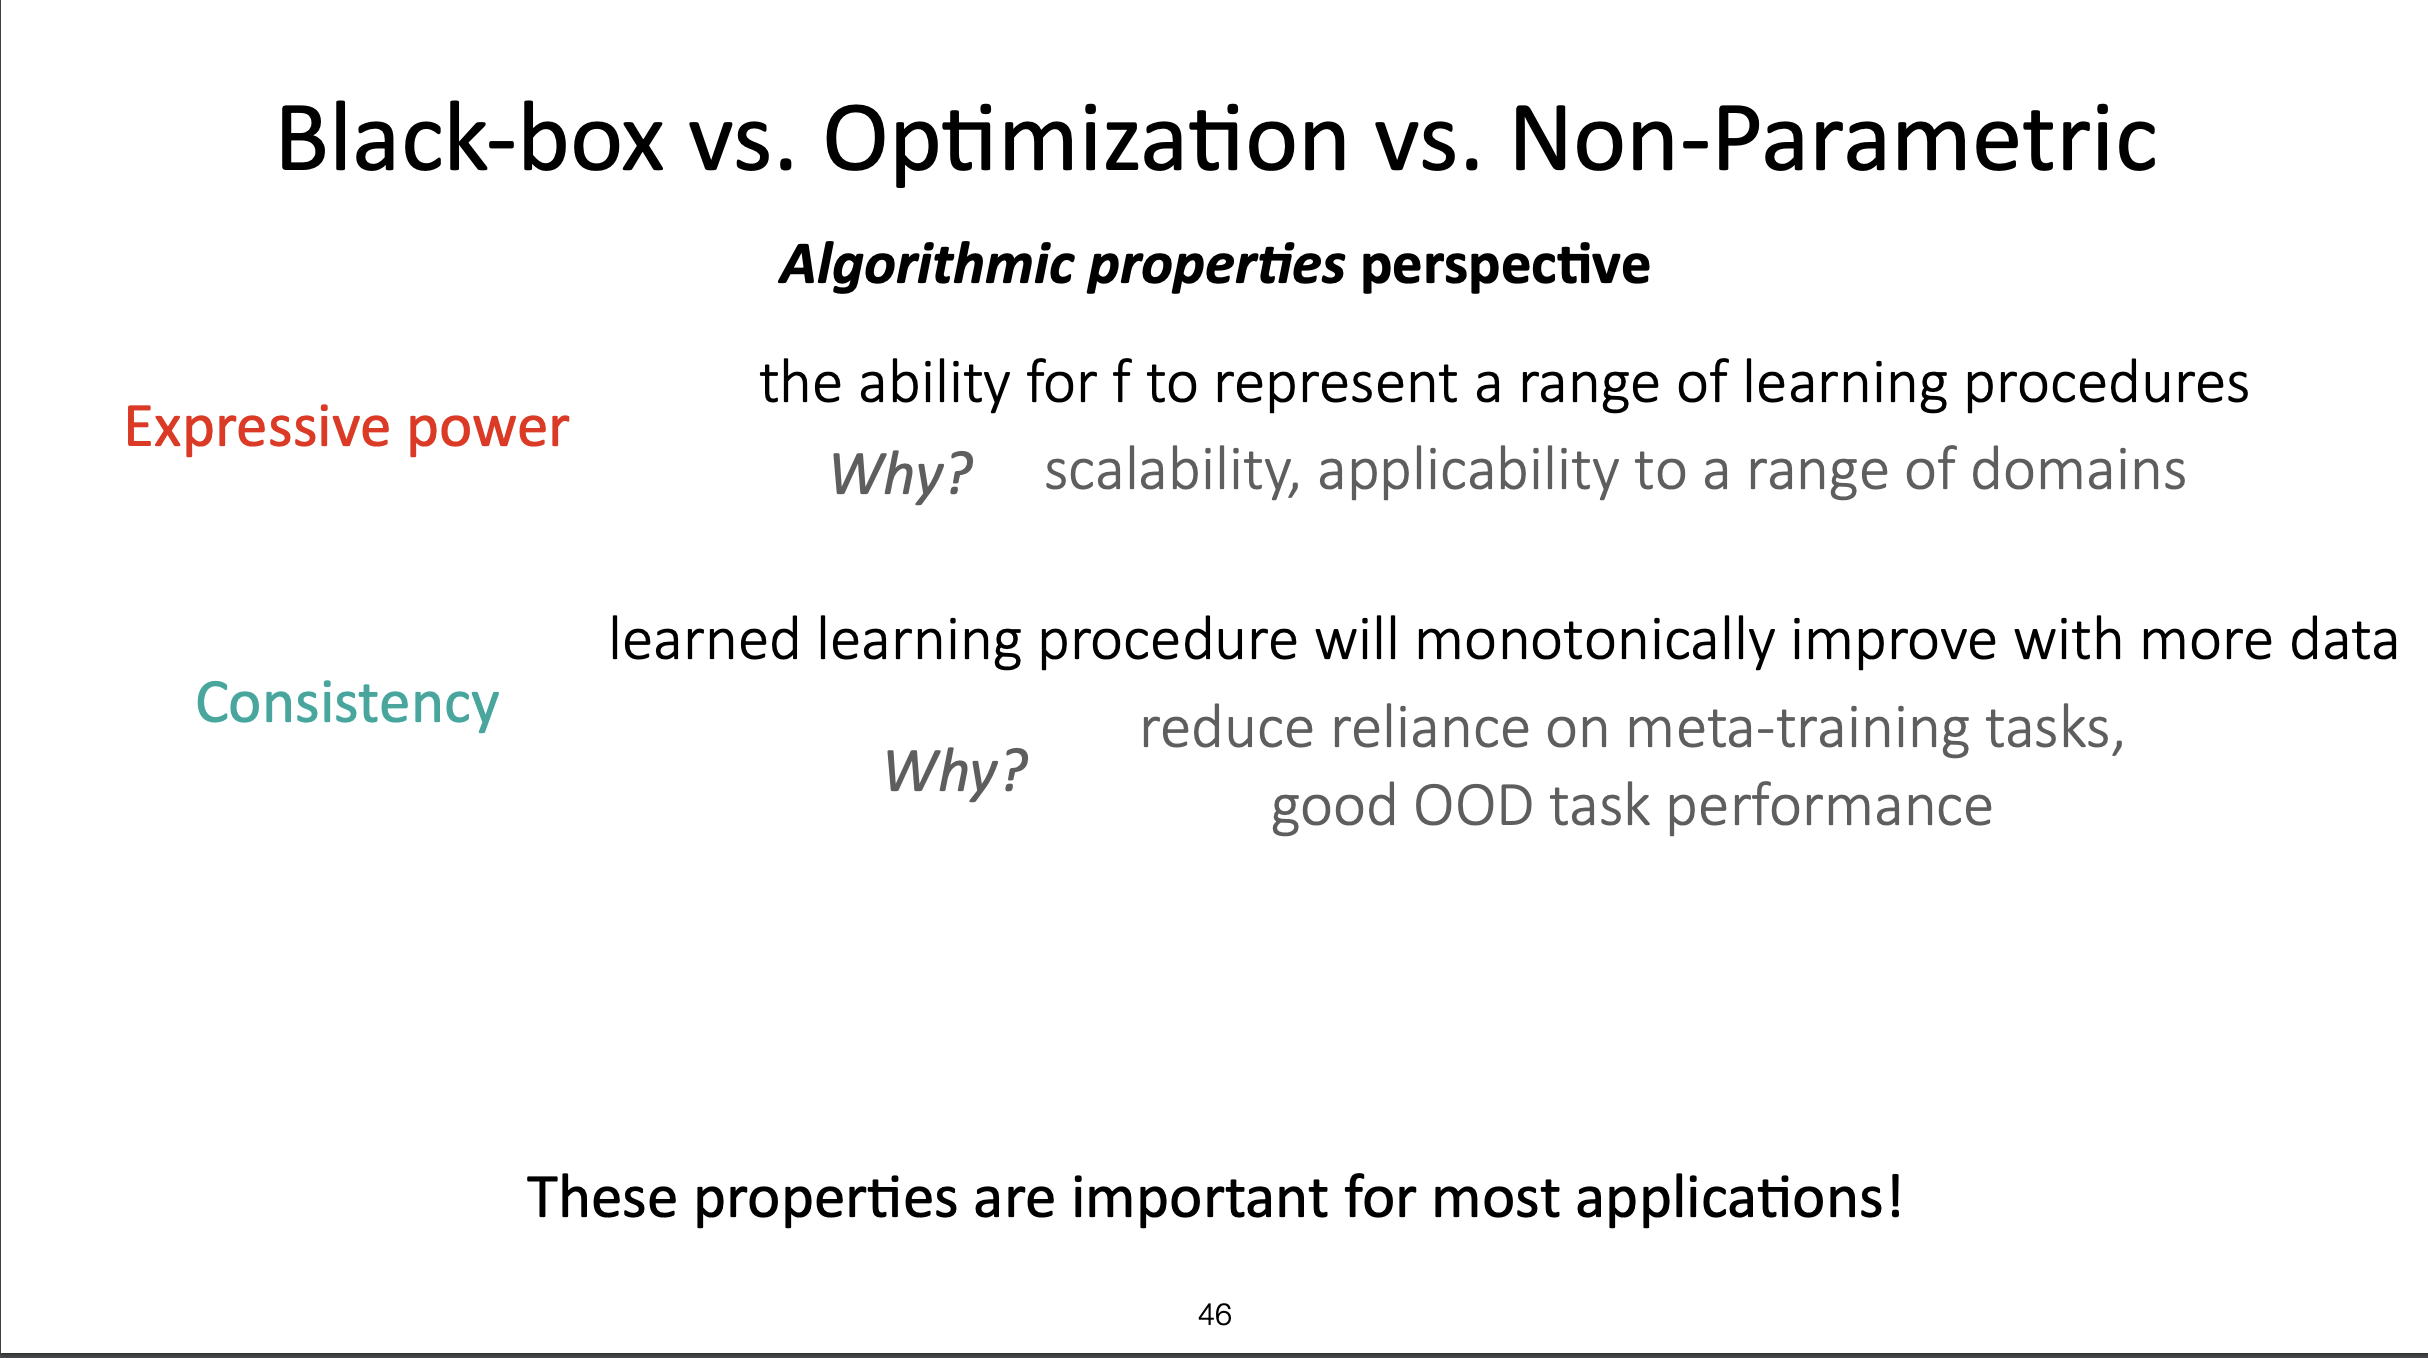 Black-box vs. Optimization vs. Non-Parametric
Algorithmic properties perspective
Expressive power
the ability for f to represent a range of learning procedures
Why? scalability, applicability to a range of domains
Consistency
learned learning procedure will monotonically improve with more data
Why?
reduce reliance on meta-training tasks,
good OOD task performance
These properties are important for most applications!
46